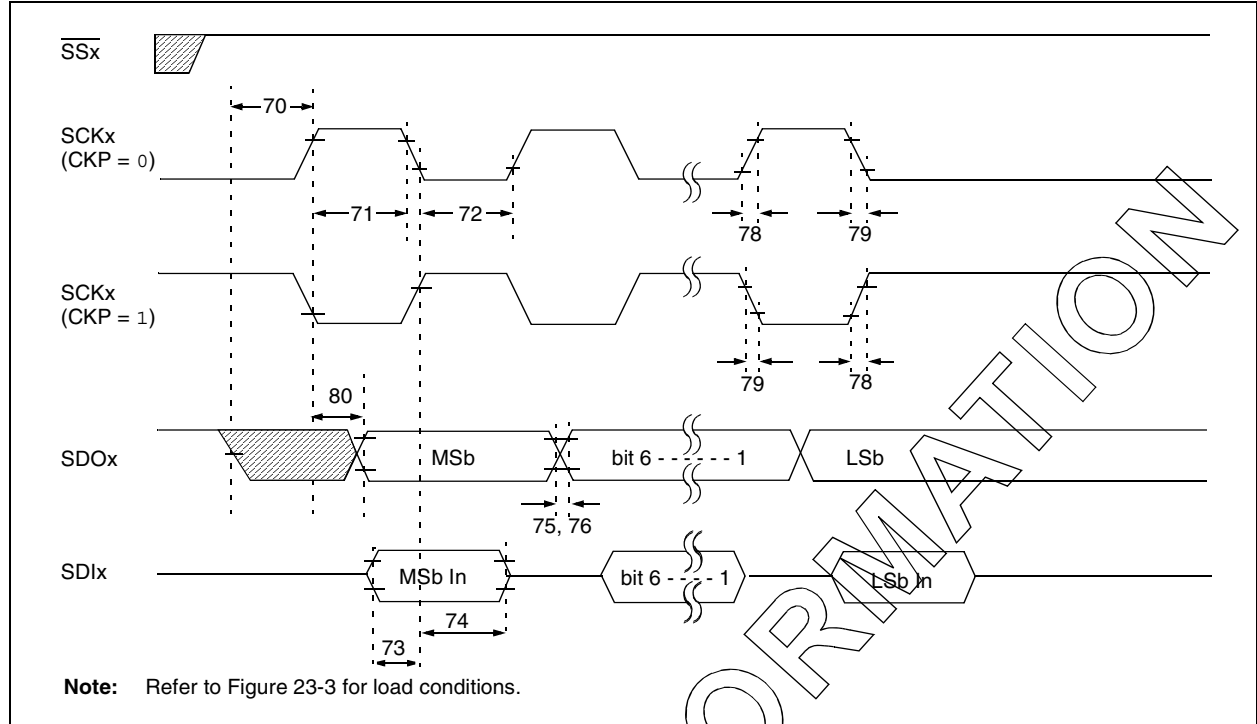 SSx
70
SCKx
(CKP = 0)
71
72
78
79
SCKx
(CKP = 1)
79
78
80
SDOx
MSb
bit 6 - - - - - - 1
LSb
75, 76
SDIx
MSb In
bit 6 - - - - 1
LSb In
74
73
Note: Refer to Figure 23-3 for load conditions.
ORMATION